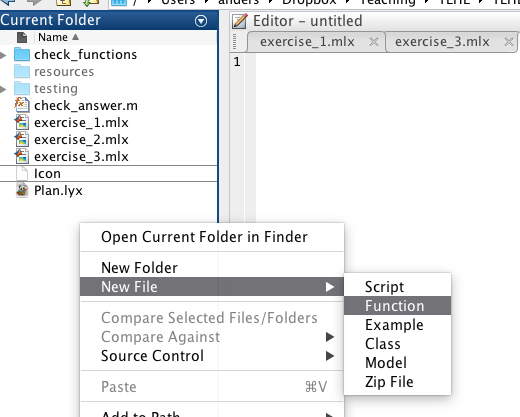 / Users anders Dropbox Teaching
Current Folder
Editor - untitled
Name
exercise_1.mlx
exercise_3.mlx
1
check_functions
resources
testing
check_answer.m
exercise_1.mlx
exercise_2.mlx
exercise_3.mlx
Icon
Plan.lyx
Open Current Folder in Finder
New Folder
New File
Compare Selected Files/Folders
Compare Against
Source Control
Paste ⌘V
Add to Path
Script
Function
Example
Class
Model
Zip File